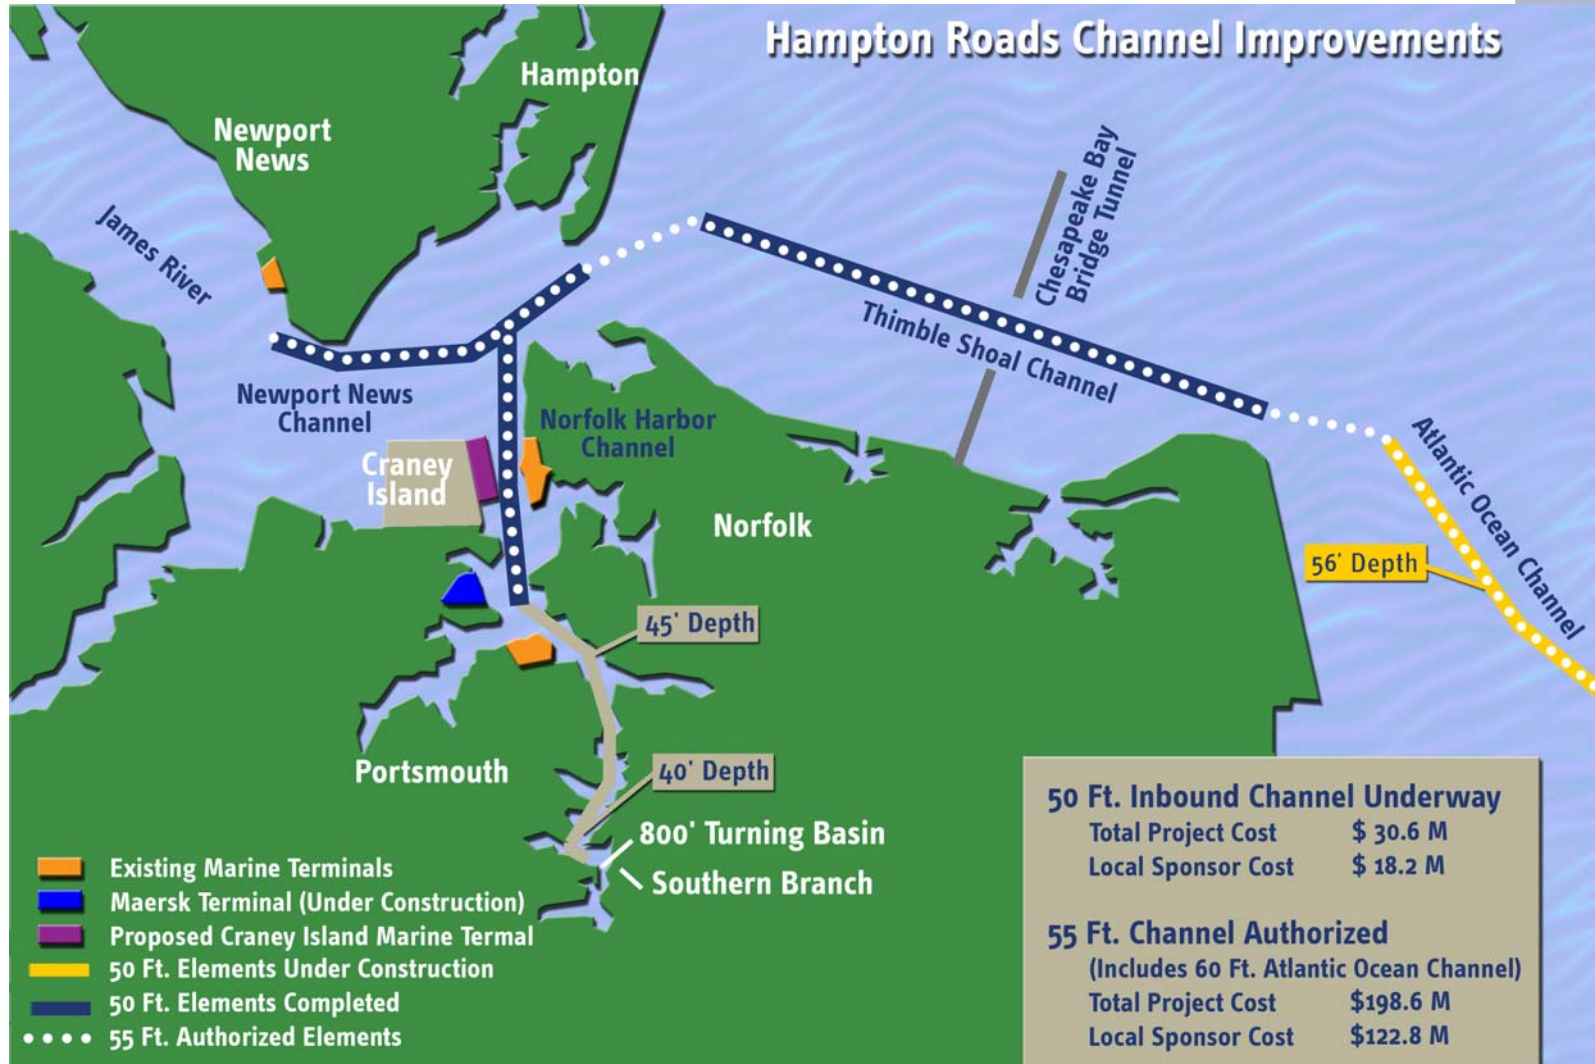 Hampton Roads Channel Improvements
Hampton
Newport
News
James River
Chesapeake Bay
Bridge Tunnel
Thimble Shoal Channel
Newport News
Channel
Norfolk Harbor
Channel
Craney
Island
Norfolk
Atlantic Ocean Channel
56' Depth
45' Depth
Portsmouth
40' Depth
800' Turning Basin
Southern Branch
Existing Marine Terminals
Maersk Terminal (Under Construction)
Proposed Craney Island Marine Termal
50 Ft. Elements Under Construction
50 Ft. Elements Completed
55 Ft. Authorized Elements
50 Ft. Inbound Channel Underway
Total Project Cost $ 30.6 M
Local Sponsor Cost $ 18.2 M
55 Ft. Channel Authorized
(Includes 60 Ft. Atlantic Ocean Channel)
Total Project Cost $198.6 M
Local Sponsor Cost $122.8 M